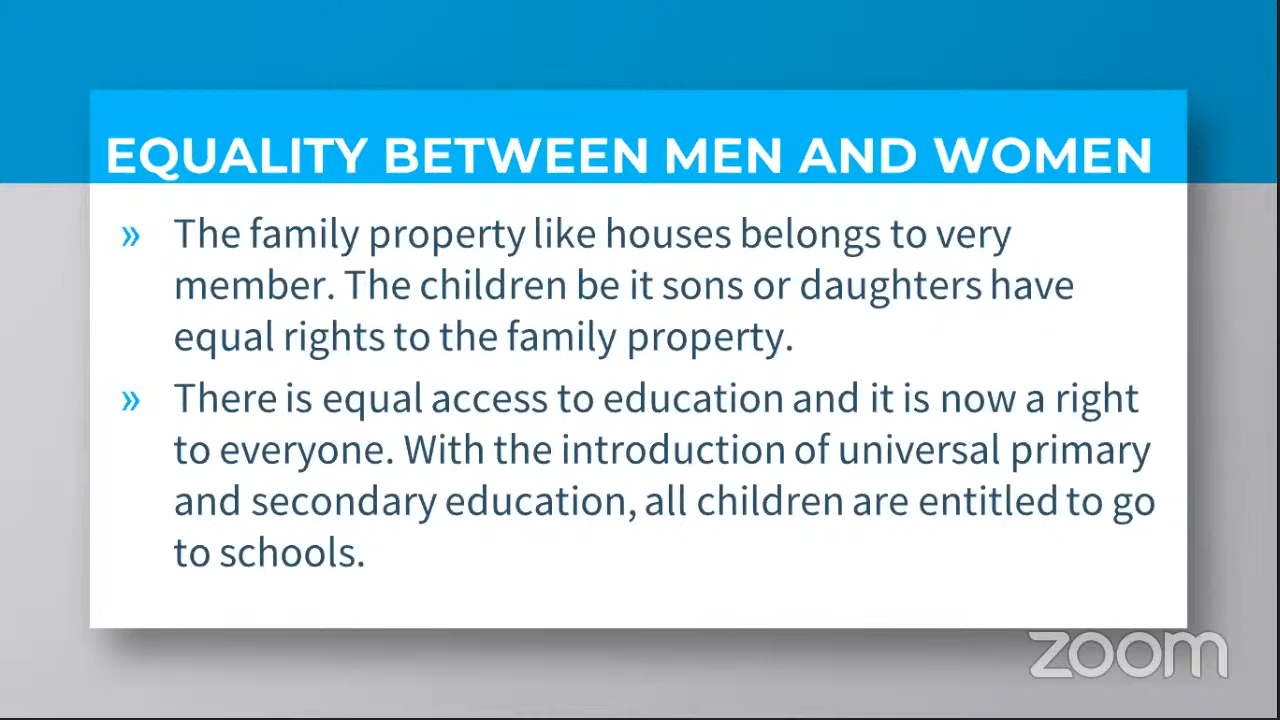 EQUALITY BETWEEN MEN AND WOMEN
» The family property like houses belongs to very
member. The children be it sons or daughters have
equal rights to the family property.
» There is equal access to education and it is now a right
to everyone. With the introduction of universal primary
and secondary education, all children are entitled to go
to schools.
zoom